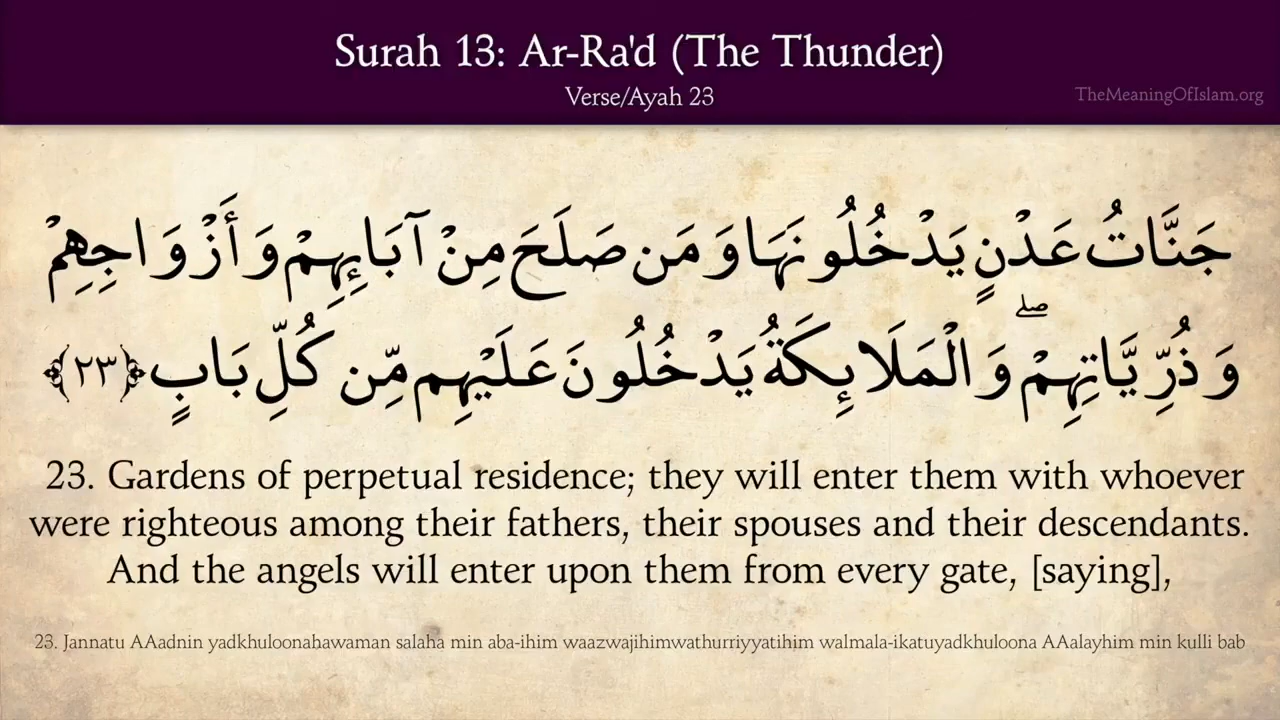 Surah 13: Ar-Ra'd (The Thunder)
Verse/Ayah 23
TheMeaningOfIslam.org
جَنَّاتُ عَدْنٍ يَدْخُلُونَهَا وَمَن صَلَحَ مِنْ آبَائِهِمْ وَأَزْوَاجِهِمْ
وَذُرِّيَّاتِهِمْ ۖ وَالْمَلَائِكَةُ يَدْخُلُونَ عَلَيْهِم مِّن كُلِّ بَابٍ ﴿٢٣﴾
23. Gardens of perpetual residence; they will enter them with whoever
were righteous among their fathers, their spouses and their descendants.
And the angels will enter upon them from every gate, [saying],
23. Jannatu AAadnin yadkhuloonahawaman salaha min aba-ihim waazwajihimwathurriyyatihim walmala-ikatuyadkhuloona AAalayhim min kulli bab